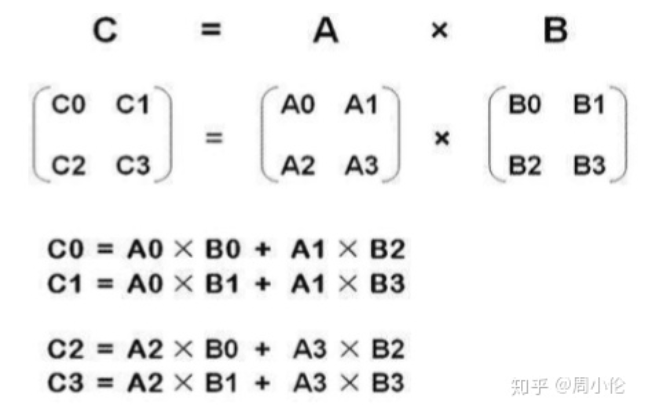 C = A × B
C0 C1 A0 A1 B0 B1
= ×
C2 C3 A2 A3 B2 B3
C0 = A0 × B0 + A1 × B2
C1 = A0 × B1 + A1 × B3
C2 = A2 × B0 + A3 × B2
C3 = A2 × B1 + A3 × B3
知乎 @周小伦